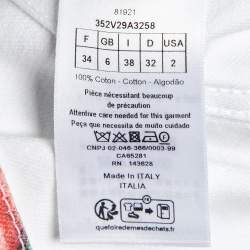 81921
352V29A3258
F GB I D USA
34 6 38 32 2
100% Coton - Cotton - Algodão
Pièce nécessitant beaucoup
de précaution
Attentive care needed for this garment
Peça que necessita de muito cuidado
CNPJ 02-046-366/0003-99
CA65281
RN : 143628
MADE IN ITALY
ITALIA
quefairedemesdechets.fr